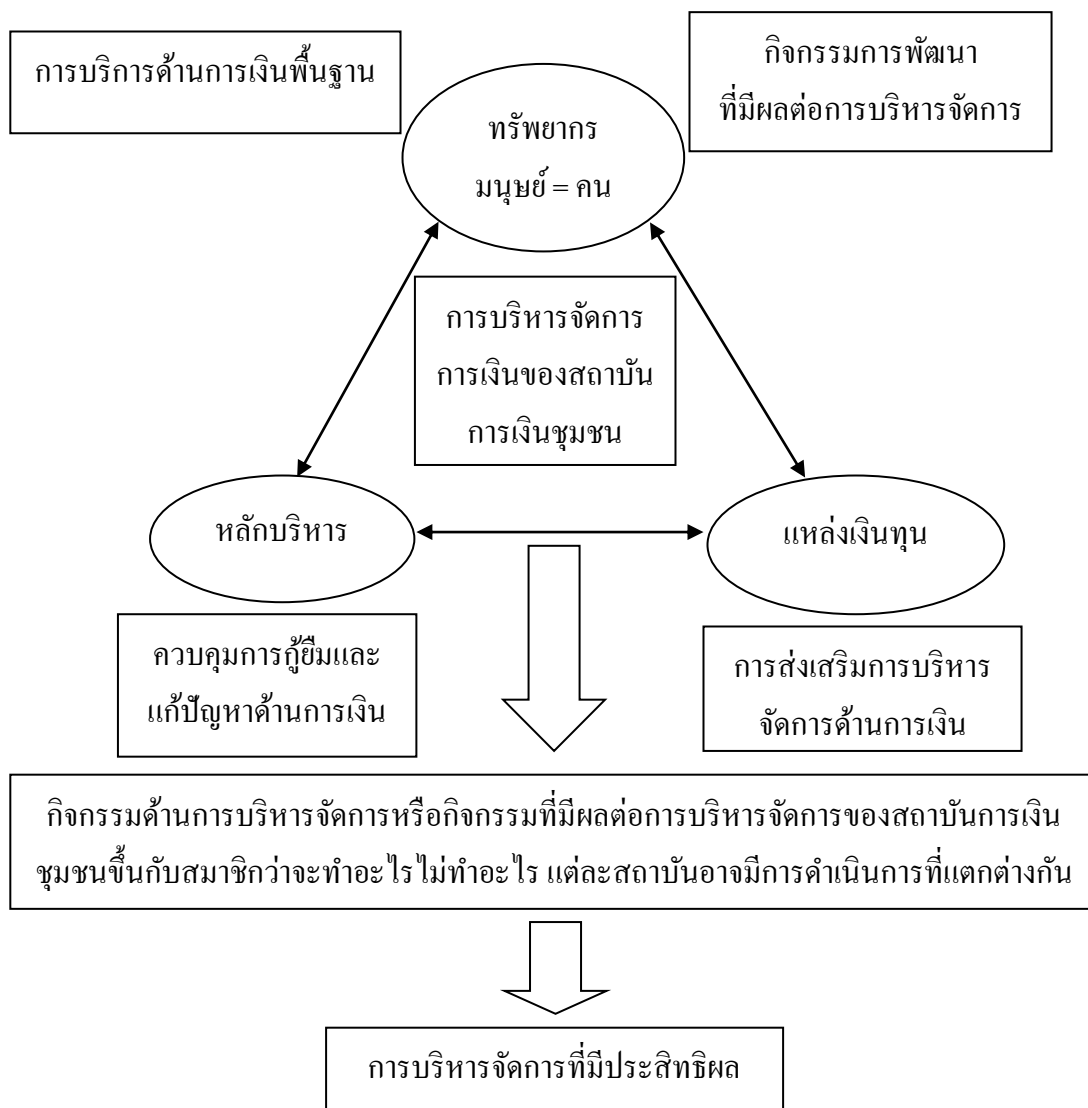 การบริการด้านการเงินพื้นฐาน
กิจกรรมการพัฒนา
ที่มีผลต่อการบริหารจัดการ
ทรัพยากร
มนุษย์ = คน
การบริหารจัดการ
การเงินของสถาบัน
การเงินชุมชน
หลักบริหาร
แหล่งเงินทุน
ควบคุมการกู้ยืมและ
แก้ปัญหาด้านการเงิน
การส่งเสริมการบริหาร
จัดการด้านการเงิน
กิจกรรมด้านการบริหารจัดการหรือกิจกรรมที่มีผลต่อการบริหารจัดการของสถาบันการเงิน
ชุมชนขึ้นกับสมาชิกว่าจะทำอะไรไม่ทำอะไร แต่ละสถาบันอาจมีการดำเนินการที่แตกต่างกัน
การบริหารจัดการที่มีประสิทธิผล